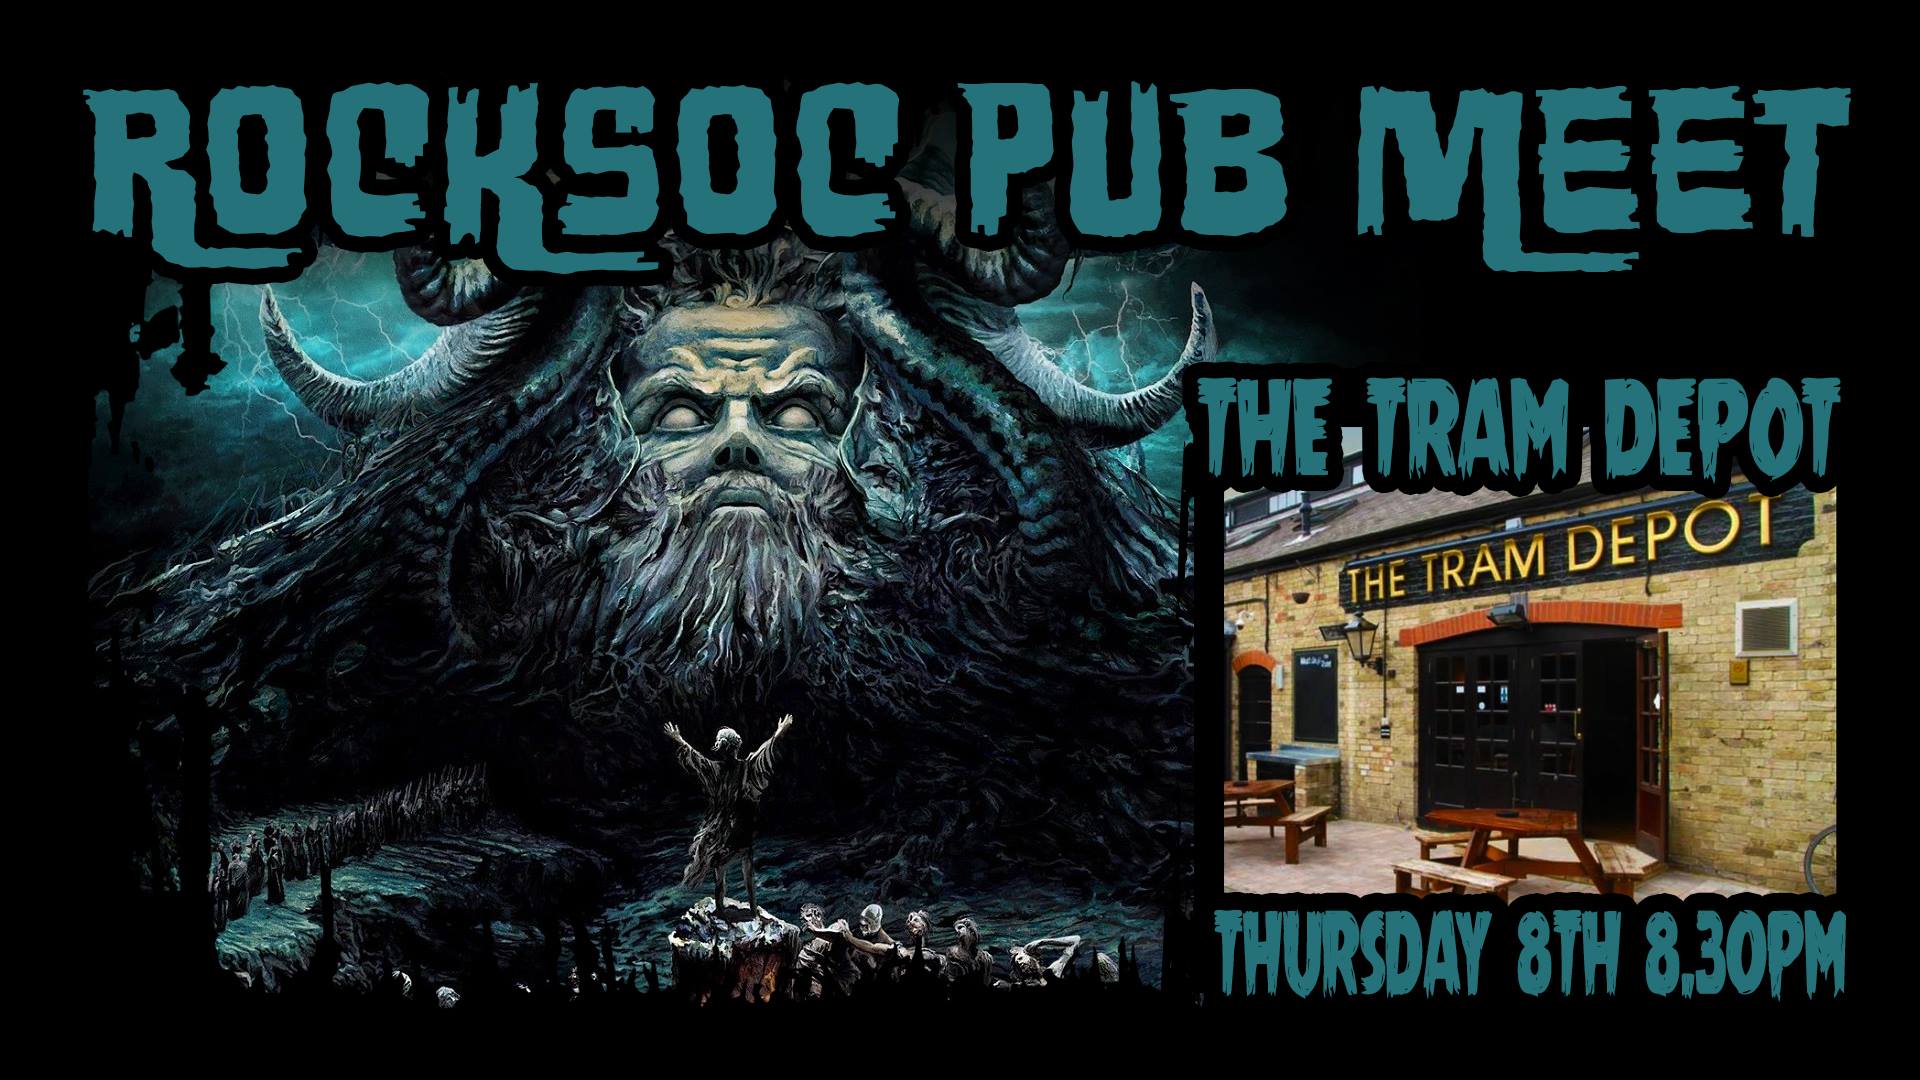 ROCKSOC PUB MEET
THE TRAM DEPOT
THE TRAM DEPOT
THURSDAY 8TH 8.30PM